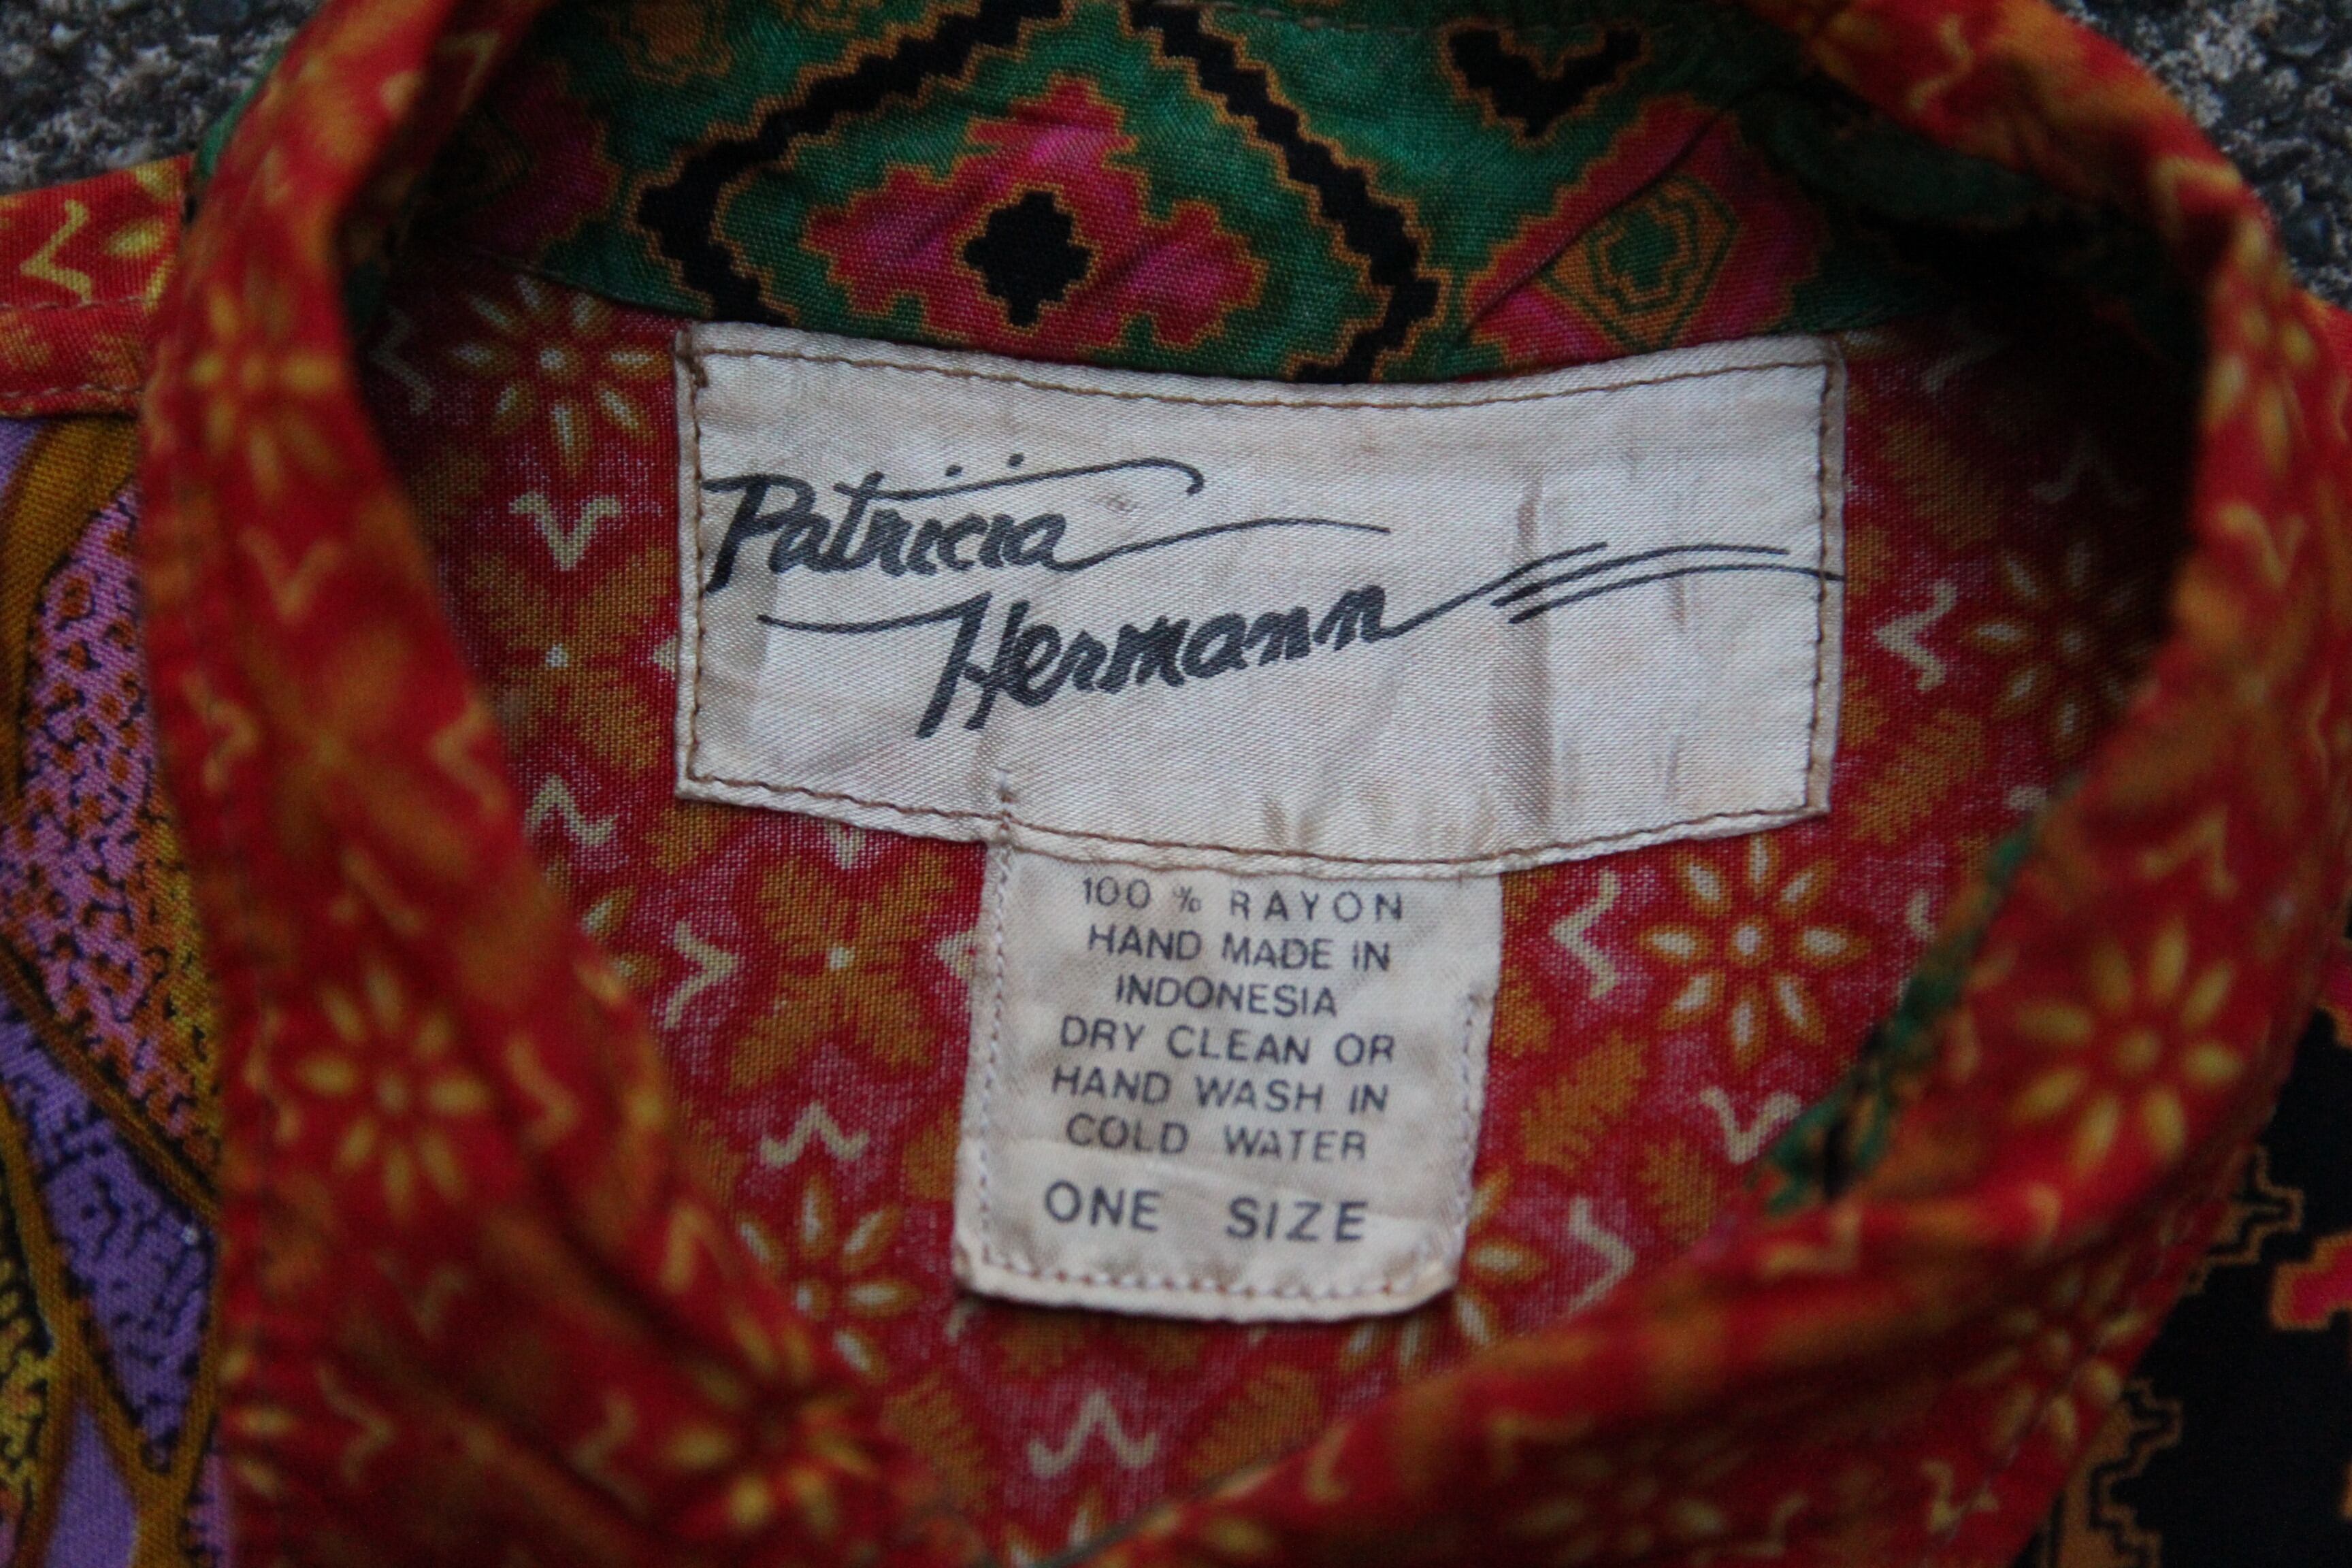 Patricia
Hermann
100 % RAYON
HAND MADE IN
INDONESIA
DRY CLEAN OR
HAND WASH IN
COLD WATER
ONE SIZE